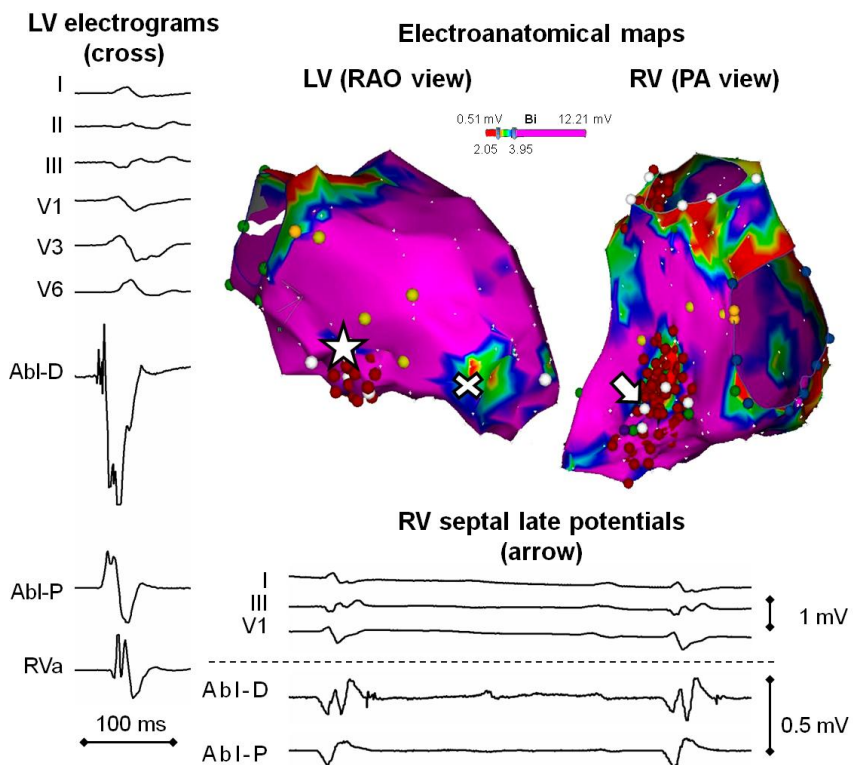 LV electrograms
(cross)
I
II
III
V1
V3
V6
Abl-D
Abl-P
RVa
100 ms
Electroanatomical maps
LV (RAO view)
RV (PA view)
0.51 mV Bi 12.21 mV
2.05 3.95
RV septal late potentials
(arrow)
I
III
V1
1 mV
Abl-D
0.5 mV
Abl-P